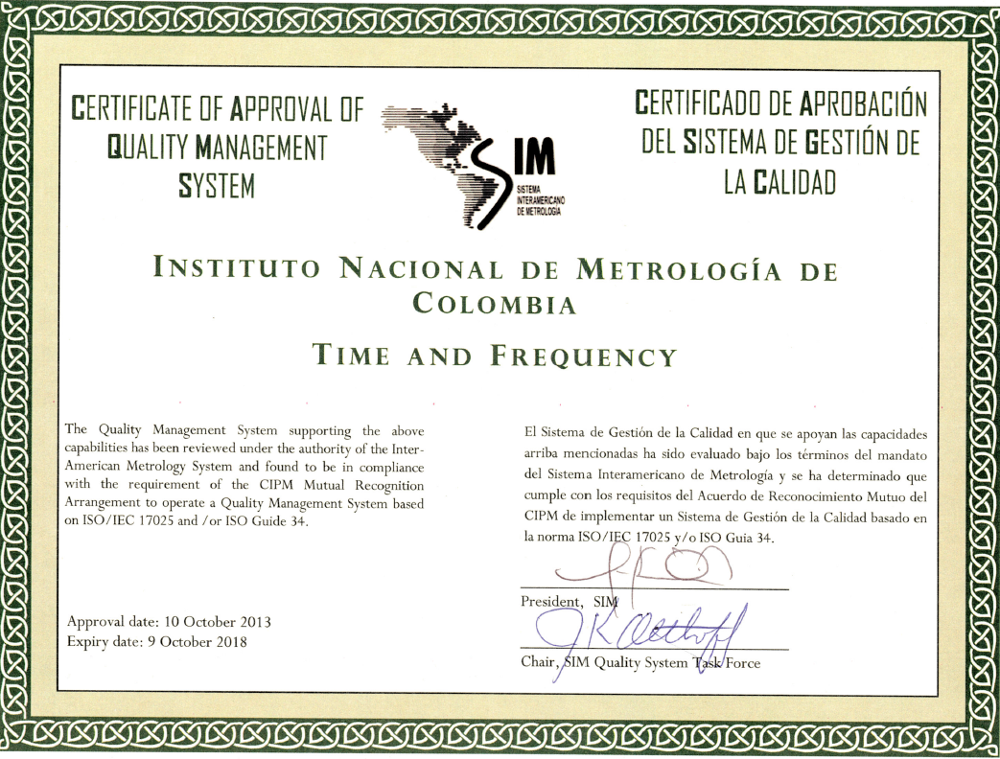 CERTIFICATE OF APPROVAL OF
QUALITY MANAGEMENT
SYSTEM
SIM
SISTEMA
INTERAMERICANO
DE METROLOGIA
CERTIFICADO DE APROBACIÓN
DEL SISTEMA DE GESTIÓN DE
LA CALIDAD
INSTITUTO NACIONAL DE METROLOGÍA DE
COLOMBIA
TIME AND FREQUENCY
The Quality Management System supporting the above
capabilities has been reviewed under the authority of the Inter-
American Metrology System and found to be in compliance
with the requirement of the CIPM Mutual Recognition
Arrangement to operate a Quality Management System based
on ISO/IEC 17025 and /or ISO Guide 34.
El Sistema de Gestión de la Calidad en que se apoyan las capacidades
arriba mencionadas ha sido evaluado bajo los términos del mandato
del Sistema Interamericano de Metrología y se ha determinado que
cumple con los requisitos del Acuerdo de Reconocimiento Mutuo del
CIPM de implementar un Sistema de Gestión de la Calidad basado en
la norma ISO/IEC 17025 y/o ISO Guia 34.
Approval date: 10 October 2013
Expiry date: 9 October 2018
President, SIM
Chair, SIM Quality System Task Force